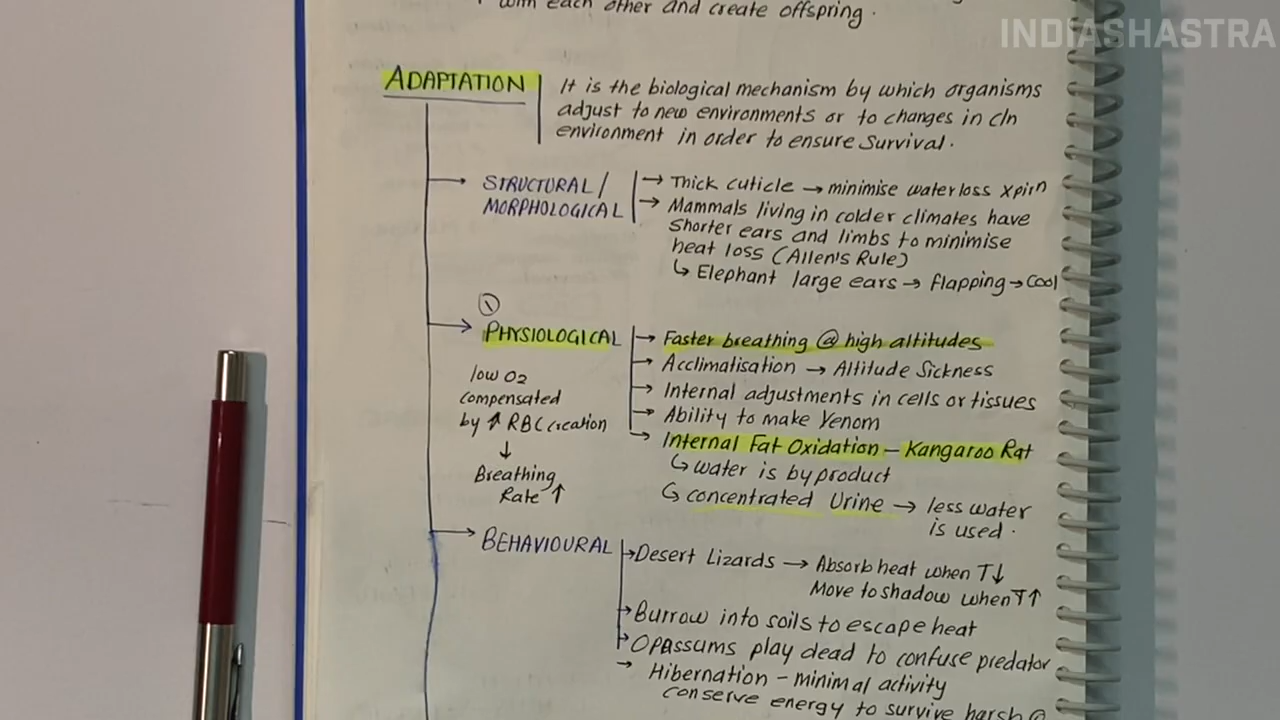 with each other and create offspring.
INDIASHASTRA
ADAPTATION
It is the biological mechanism by which organisms
adjust to new environments or to changes in c/n
environment in order to ensure survival.
STRUCTURAL /
MORPHOLOGICAL
→ Thick cuticle → minimise water loss xpirn
→ Mammals living in colder climates have
shorter ears and limbs to minimise
heat loss (Allen's Rule)
↳ Elephant large ears → flapping → Cool
①
PHYSIOLOGICAL
→ Faster breathing @ high altitudes
→ Acclimatisation → Altitude Sickness
→ Internal adjustments in cells or tissues
→ Ability to make Venom
→ Internal Fat Oxidation – Kangaroo Rat
↳ water is byproduct
↳ concentrated Urine → less water
is used.
low O2
compensated
by ↑ RBC creation
↓
Breathing
Rate ↑
BEHAVIOURAL
→ Desert Lizards → Absorb heat when T↓
Move to shadow when T↑
→ Burrow into soils to escape heat
→ Opassums play dead to confuse predator
→ Hibernation – minimal activity
conserve energy to survive harsh @